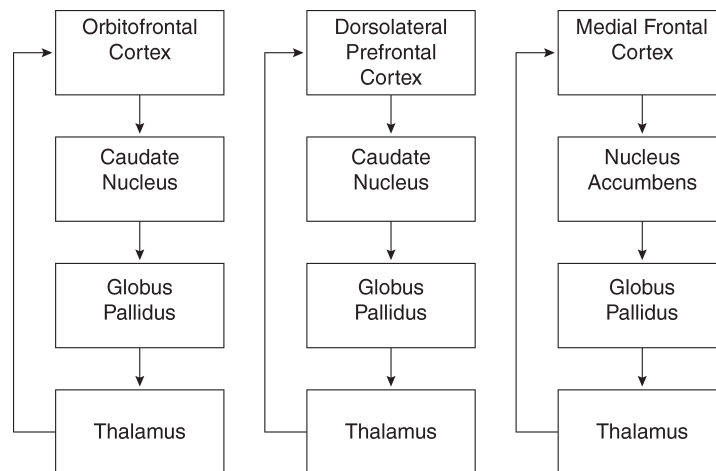 Orbitofrontal
Cortex
Caudate
Nucleus
Globus
Pallidus
Thalamus
Dorsolateral
Prefrontal
Cortex
Caudate
Nucleus
Globus
Pallidus
Thalamus
Medial Frontal
Cortex
Nucleus
Accumbens
Globus
Pallidus
Thalamus